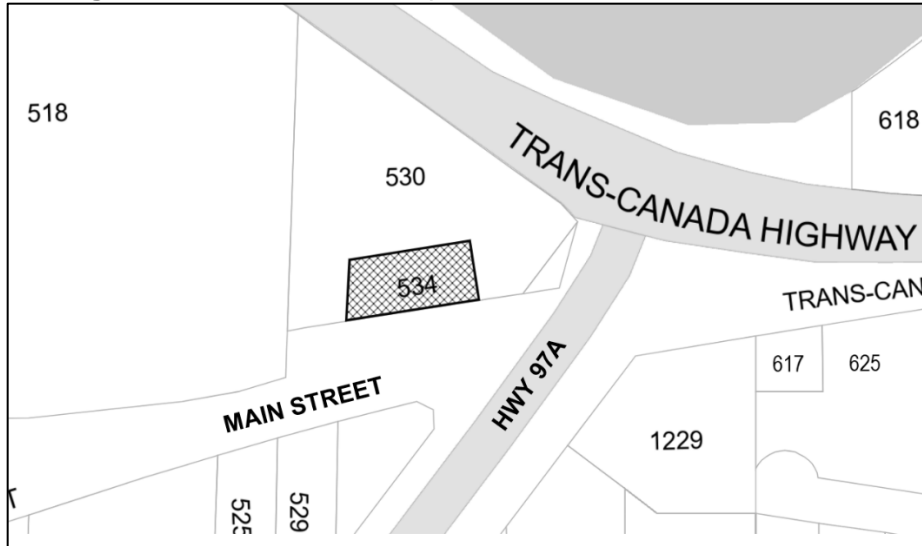 518
618
530
TRANS-CANADA HIGHWAY
534
TRANS-CAN
HWY 97A
617
625
MAIN STREET
1229
T
525
529